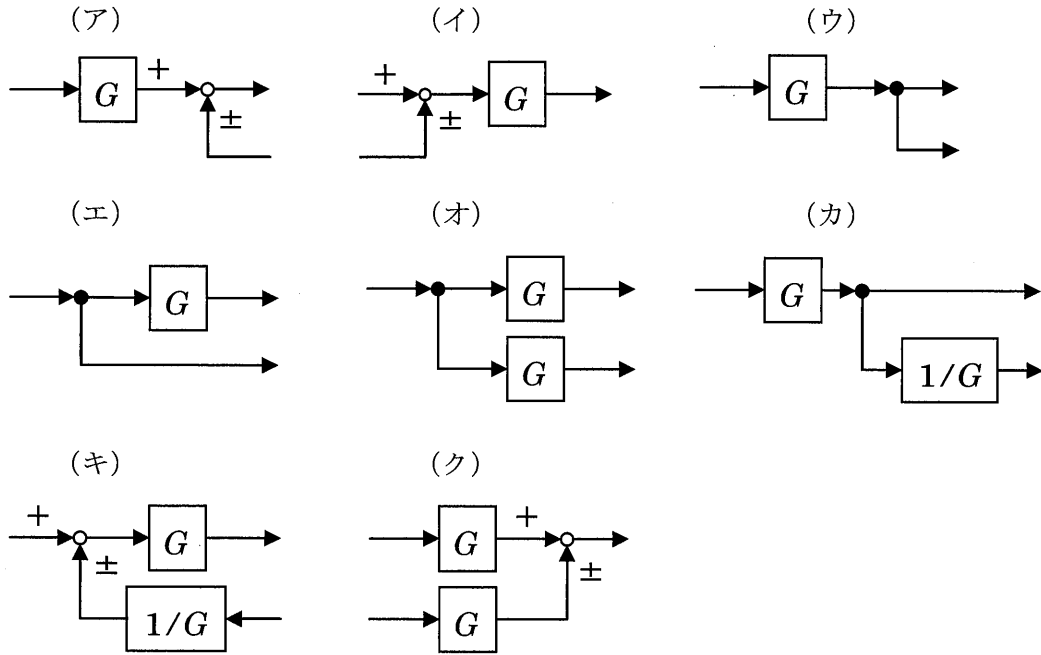 (ア) (イ) (ウ)
G + ± + ± G G
(エ) (オ) (カ)
G G G G 1/G
(キ) (ク)
+ ± G 1/G G + ± G